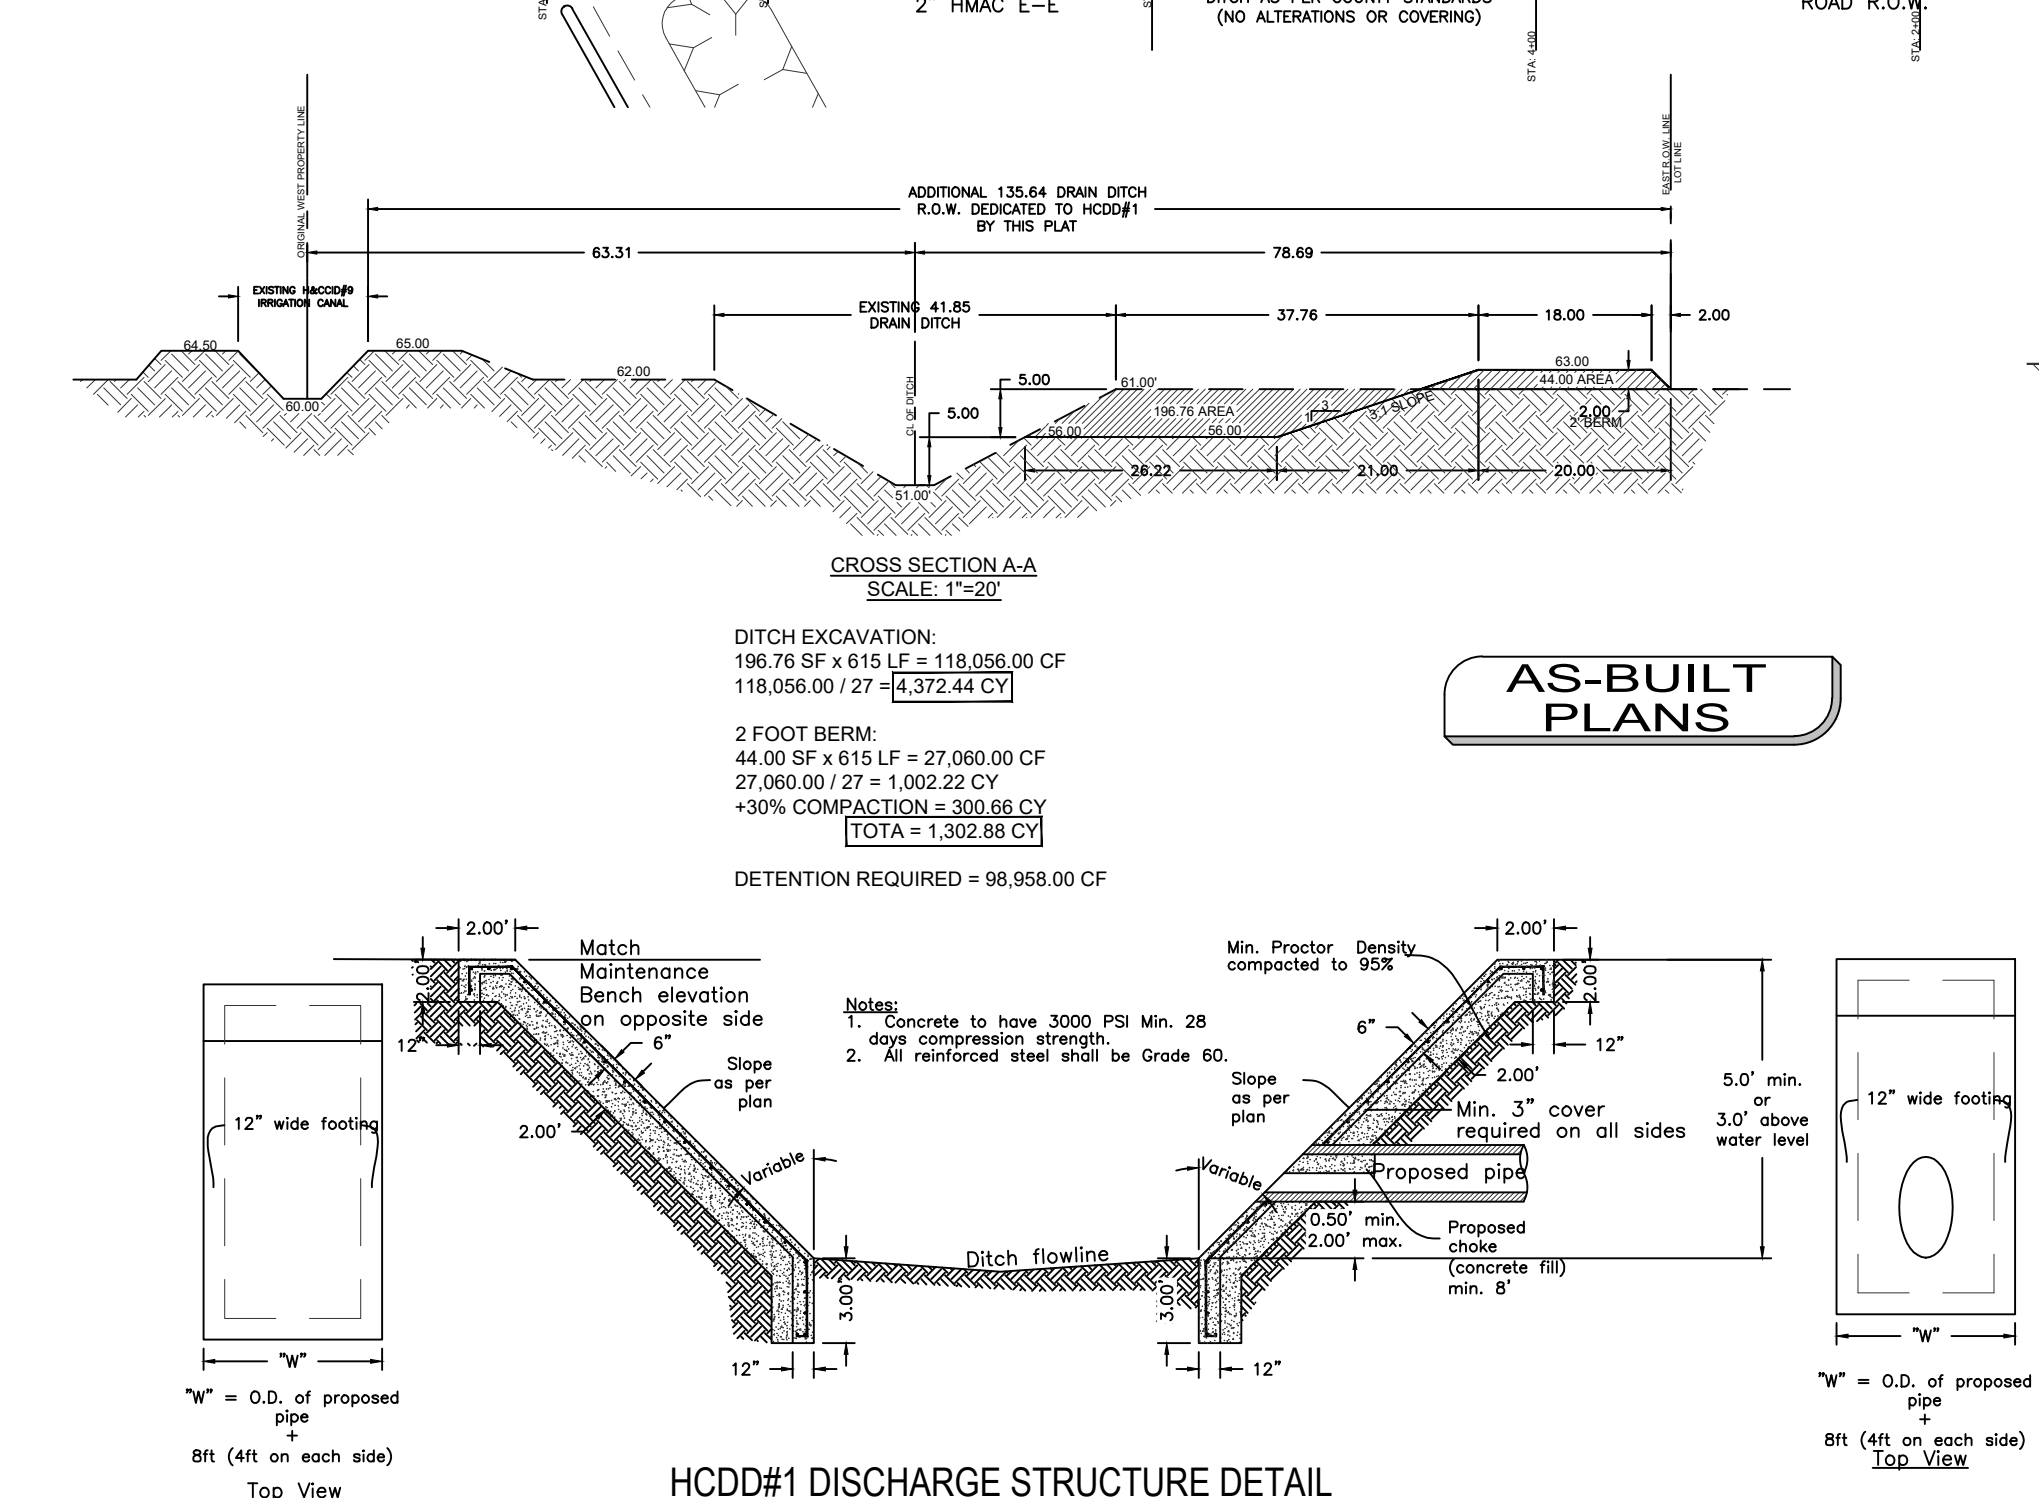 2" HMAC E-E
DITCH AS PER COUNTY STANDARDS
(NO ALTERATIONS OR COVERING)
ROAD R.O.W.
STA: 4+00
STA: 2+00
ORIGINAL WEST PROPERTY LINE
EAST R.O.W. LINE
LOT LINE
ADDITIONAL 135.64 DRAIN DITCH
R.O.W. DEDICATED TO HCDD#1
BY THIS PLAT
63.31
78.69
EXISTING H&CCID#9
IRRIGATION CANAL
EXISTING 41.85
DRAIN DITCH
37.76
18.00
2.00
64.50
65.00
62.00
60.00
CL OF DITCH
5.00
5.00
61.00'
63.00
44.00 AREA
196.76 AREA
3
1
3:1 SLOPE
2.00
2' BERM
56.00
56.00
26.22
21.00
20.00
51.00'
CROSS SECTION A-A
SCALE: 1"=20'
DITCH EXCAVATION:
196.76 SF x 615 LF = 118,056.00 CF
118,056.00 / 27 = 4,372.44 CY
2 FOOT BERM:
44.00 SF x 615 LF = 27,060.00 CF
27,060.00 / 27 = 1,002.22 CY
+30% COMPACTION = 300.66 CY
TOTA = 1,302.88 CY
DETENTION REQUIRED = 98,958.00 CF
AS-BUILT
PLANS
2.00'
2.00'
12"
Match
Maintenance
Bench elevation
on opposite side
6"
Slope
as per
plan
2.00'
Variable
Notes:
1. Concrete to have 3000 PSI Min. 28
days compression strength.
2. All reinforced steel shall be Grade 60.
Min. Proctor Density
compacted to 95%
2.00'
2.00'
6"
12"
2.00'
Slope
as per
plan
Min. 3" cover
required on all sides
5.0' min.
or
3.0' above
water level
Variable
Proposed pipe
0.50' min.
2.00' max.
Proposed
choke
(concrete fill)
min. 8'
Ditch flowline
3.00'
3.00'
12"
12"
12" wide footing
"W"
"W" = O.D. of proposed
pipe
+
8ft (4ft on each side)
Top View
12" wide footing
"W"
"W" = O.D. of proposed
pipe
+
8ft (4ft on each side)
Top View
HCDD#1 DISCHARGE STRUCTURE DETAIL